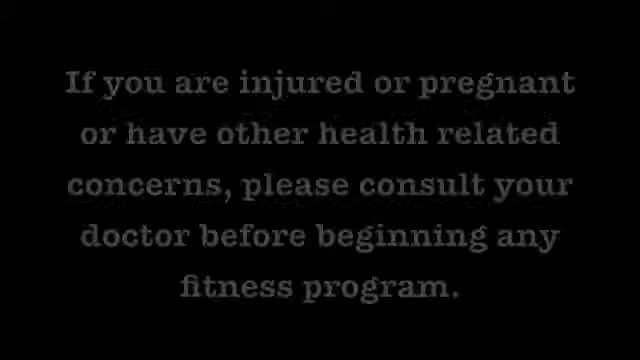 If you are injured or pregnant
or have other health related
concerns, please consult your
doctor before beginning any
fitness program.